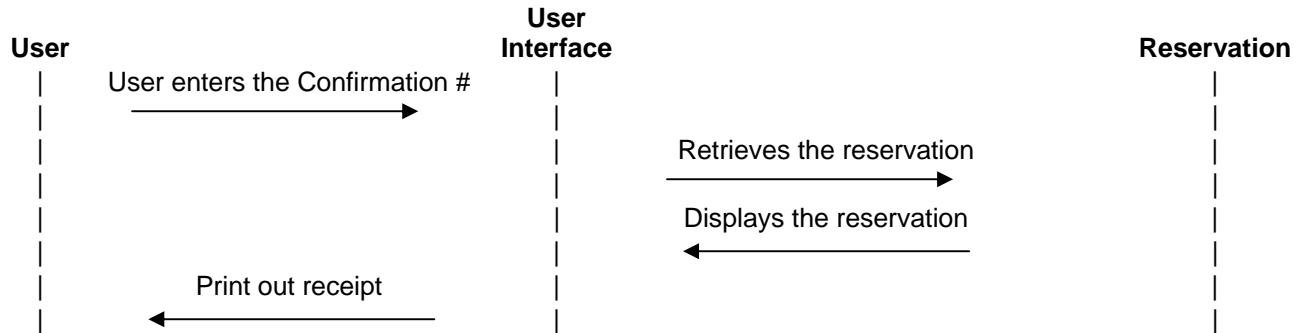 User
User
Interface
Reservation
User enters the Confirmation #
Retrieves the reservation
Displays the reservation
Print out receipt